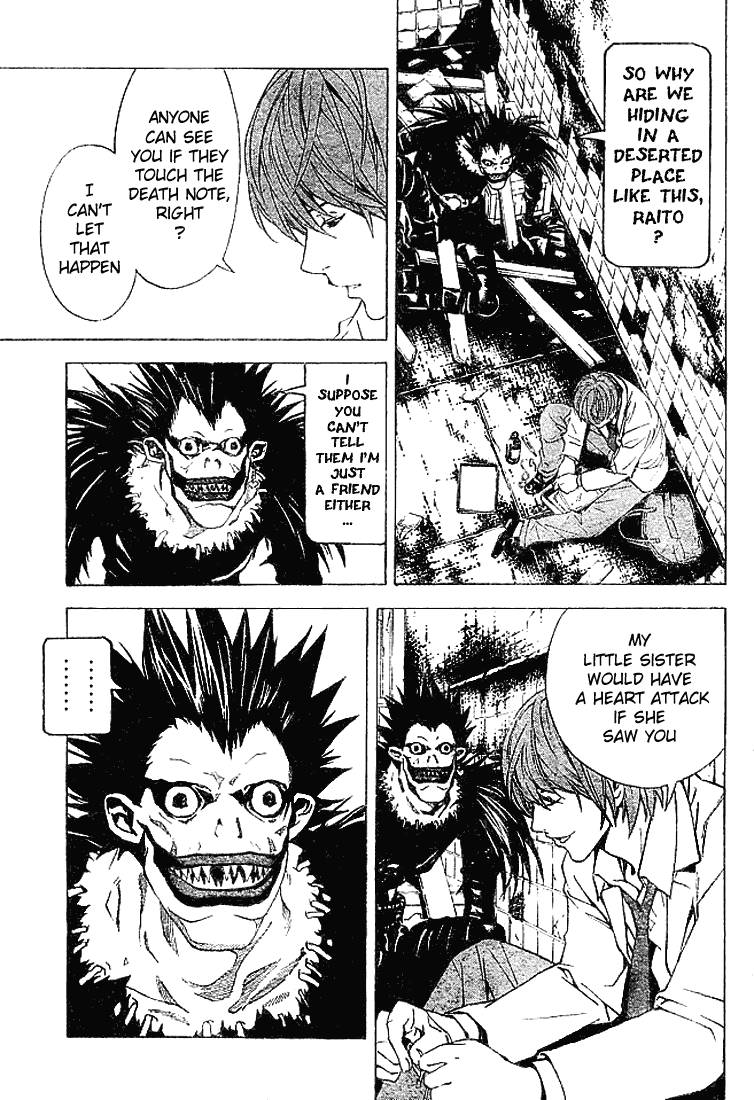 SO WHY
ARE WE
HIDING
IN A
DESERTED
PLACE
LIKE THIS,
RAITO
?
ANYONE
CAN SEE
YOU IF THEY
TOUCH THE
DEATH NOTE,
RIGHT
?
I
CAN'T
LET
THAT
HAPPEN
I
SUPPOSE
YOU
CAN'T
TELL
THEM I'M
JUST
A FRIEND
EITHER
...
MY
LITTLE SISTER
WOULD HAVE
A HEART ATTACK
IF SHE
SAW YOU
. . . . . .
. . . . . .